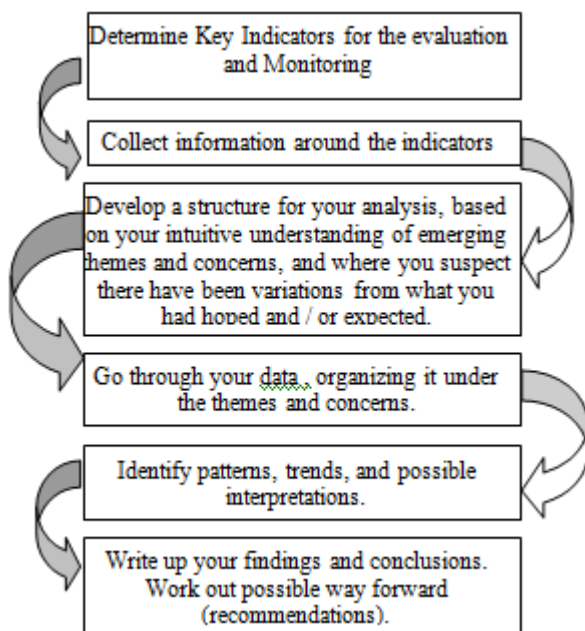 Determine Key Indicators for the evaluation
and Monitoring
Collect information around the indicators
Develop a structure for your analysis, based
on your intuitive understanding of emerging
themes and concerns, and where you suspect
there have been variations from what you
had hoped and / or expected.
Go through your data , organizing it under
the themes and concerns.
Identify patterns, trends, and possible
interpretations.
Write up your findings and conclusions.
Work out possible way forward
(recommendations).